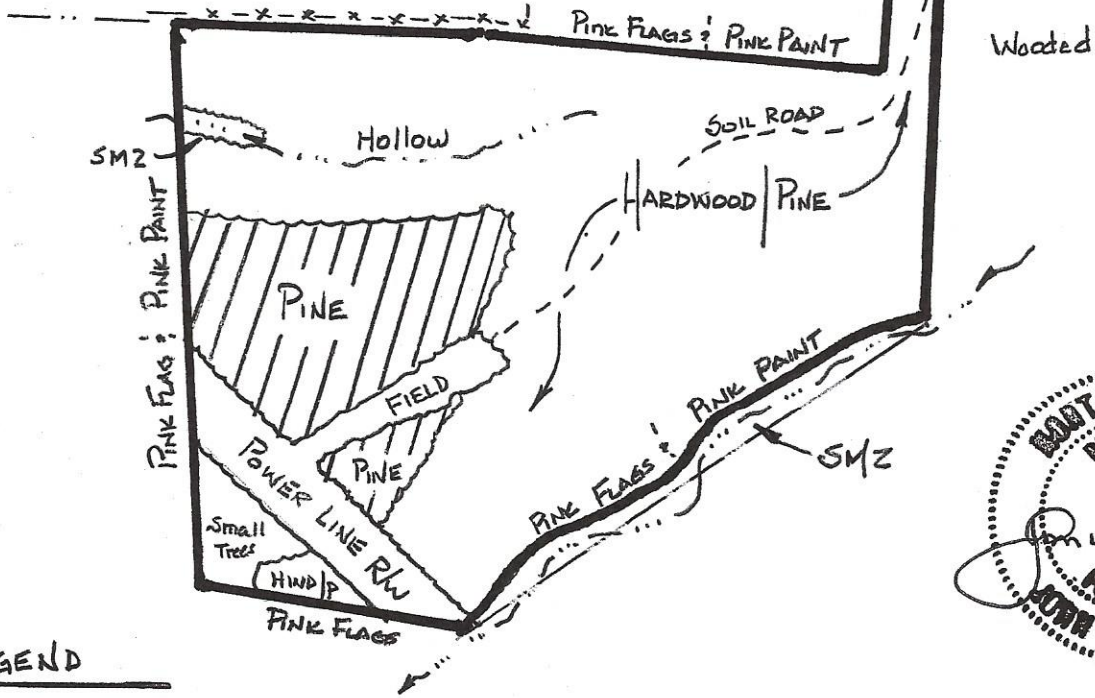 PINK FLAGS & PINK PAINT
Wooded
SOIL ROAD
Hollow
SMZ
HARDWOOD | PINE
PINK FLAGS & PINK PAINT
PINE
FIELD
PINK FLAGS & PINK PAINT
SMZ
POWER LINE R/W
PINE
Small
Trees
HWD/P
PINK FLAGS
GEND